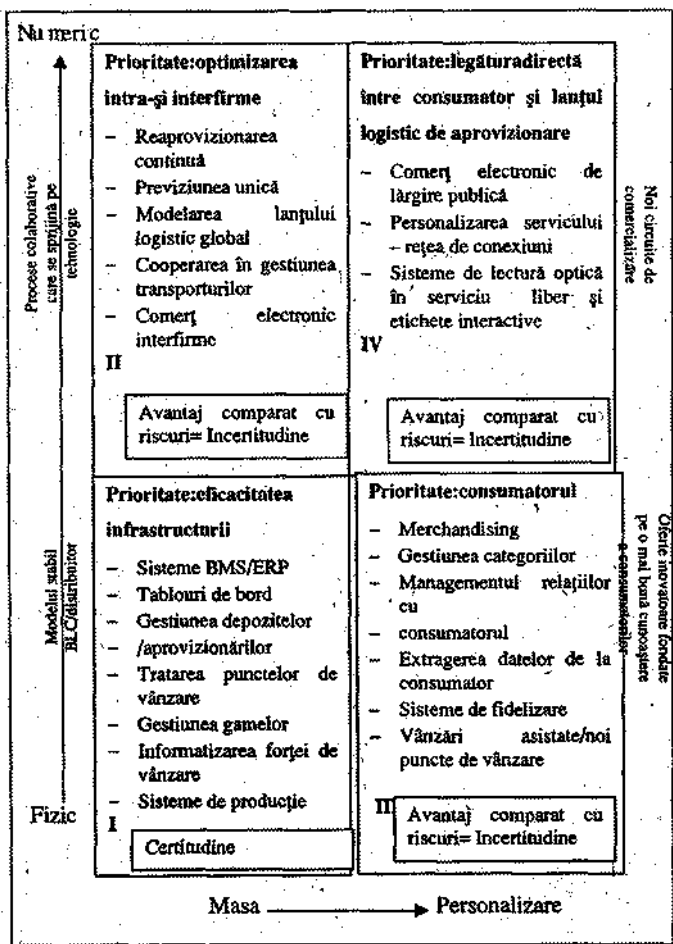 Numeric
Prioritate:optimizarea
intra-şi interfirme
– Reaprovizionarea
continuă
– Previziunea unică
– Modelarea lanţului
logistic global
– Cooperarea în gestiunea
transporturilor
– Comerţ electronic
interfirme
II
Avantaj comparat cu
riscuri= Incertitudine
Prioritate:legăturadirectă
între consumator şi lanţul
logistic de aprovizionare
– Comerţ electronic de
lărgire publică
– Personalizarea servicului
– reţea de conexiuni
– Sisteme de lectură optică
în serviciu liber şi
etichete interactive
IV
Avantaj comparat cu
riscuri= Incertitudine
Procese colaborative
care se sprijină pe
tehnologie
Noi circuite de
comercializare
Prioritate:eficacitatea
infrastructurii
– Sisteme BMS/ERP
– Tablouri de bord
– Gestiunea depozitelor
– /aprovizionărilor
– Tratarea punctelor de
vânzare
– Gestiunea gamelor
– Informatizarea forţei de
vânzare
– Sisteme de producţie
I
Certitudine
Prioritate:consumatorul
– Merchandising
– Gestiunea categoriilor
– Managementul relaţiilor
cu
– consumatorul
– Extragerea datelor de la
consumator
– Sisteme de fidelizare
– Vânzări asistate/noi
puncte de vânzare
III
Avantaj comparat cu
riscuri= Incertitudine
Modelul stabil
BLC/distribuitor
Oferte inovatoare fondate
pe o mai bună cunoaştere
a consumatorilor
Fizic
Masa
Personalizare